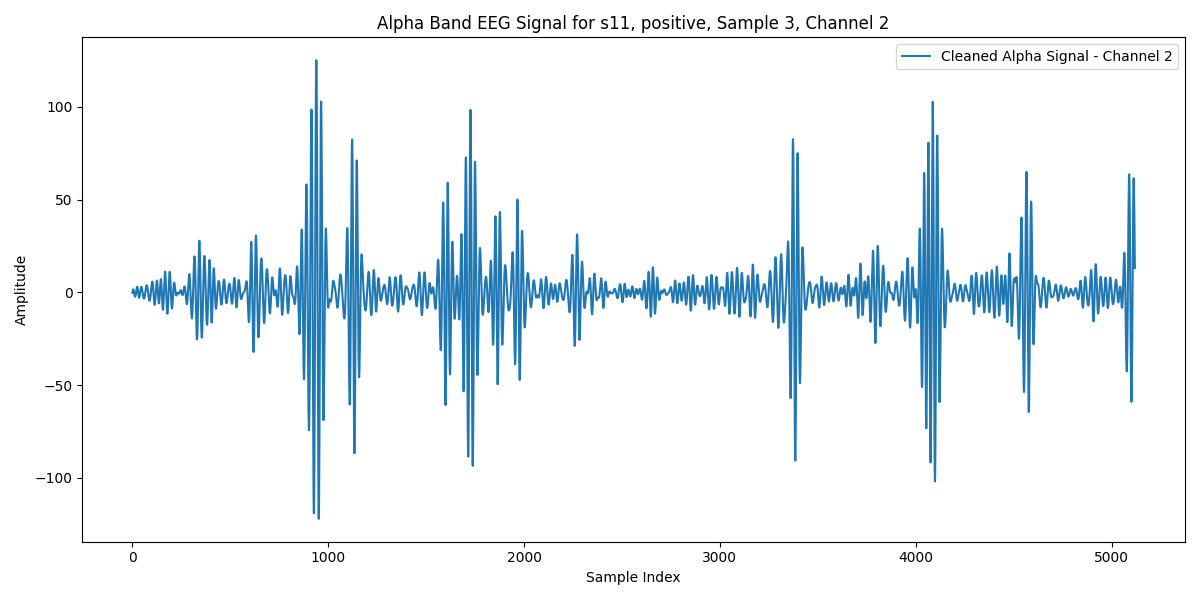 Alpha Band EEG Signal for s11, positive, Sample 3, Channel 2
Cleaned Alpha Signal - Channel 2
Amplitude
100
50
0
−50
−100
0 1000 2000 3000 4000 5000
Sample Index